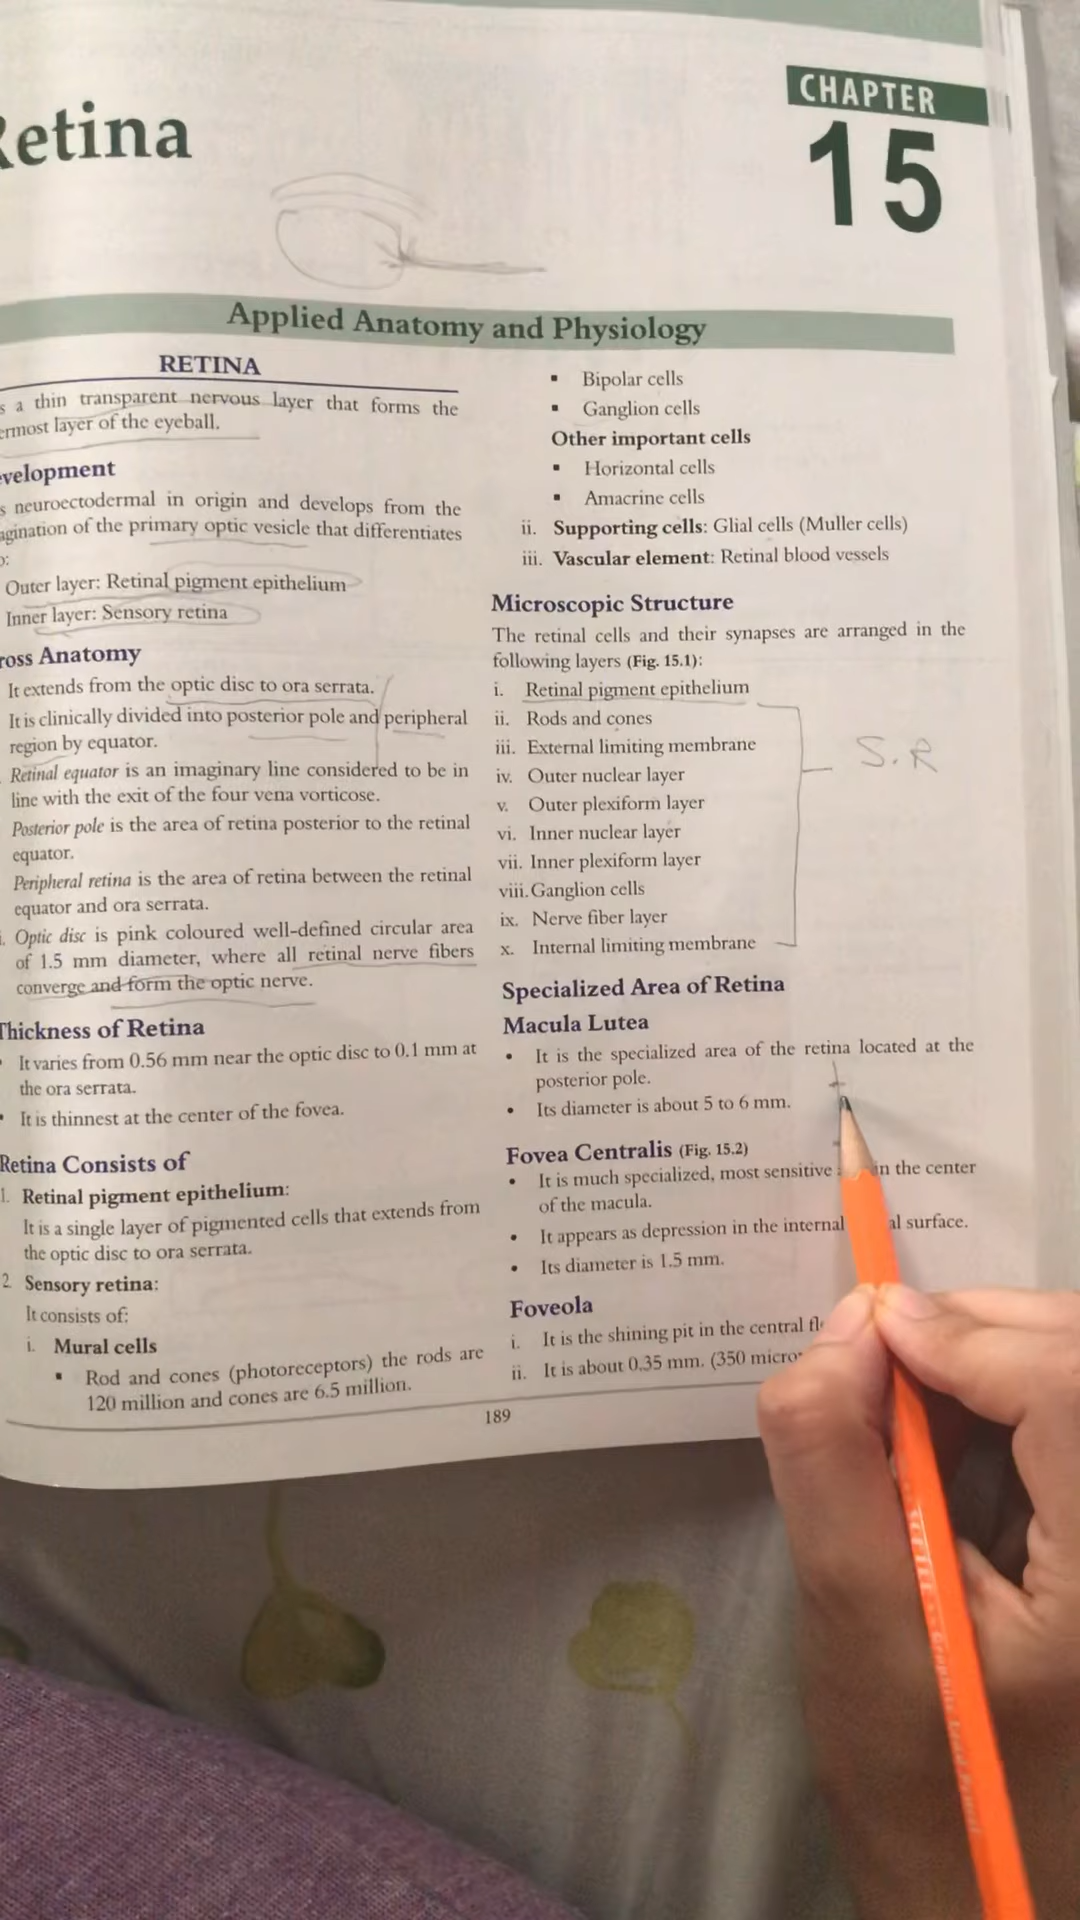 Retina
CHAPTER
15
Applied Anatomy and Physiology
RETINA
s a thin transparent nervous layer that forms the
ermost layer of the eyeball.
velopment
s neuroectodermal in origin and develops from the
agination of the primary optic vesicle that differentiates
o:
Outer layer: Retinal pigment epithelium
Inner layer: Sensory retina
ross Anatomy
It extends from the optic disc to ora serrata.
It is clinically divided into posterior pole and peripheral
region by equator.
Retinal equator is an imaginary line considered to be in
line with the exit of the four vena vorticose.
Posterior pole is the area of retina posterior to the retinal
equator.
Peripheral retina is the area of retina between the retinal
equator and ora serrata.
Optic disc is pink coloured well-defined circular area
of 1.5 mm diameter, where all retinal nerve fibers
converge and form the optic nerve.
Thickness of Retina
It varies from 0.56 mm near the optic disc to 0.1 mm at
the ora serrata.
▪ It is thinnest at the center of the fovea.
Retina Consists of
1. Retinal pigment epithelium:
It is a single layer of pigmented cells that extends from
the optic disc to ora serrata.
2. Sensory retina:
It consists of:
i. Mural cells
▪ Rod and cones (photoreceptors) the rods are
120 million and cones are 6.5 million.
▪ Bipolar cells
▪ Ganglion cells
Other important cells
▪ Horizontal cells
▪ Amacrine cells
ii. Supporting cells: Glial cells (Muller cells)
iii. Vascular element: Retinal blood vessels
Microscopic Structure
The retinal cells and their synapses are arranged in the
following layers (Fig. 15.1):
i. Retinal pigment epithelium
ii. Rods and cones
iii. External limiting membrane
iv. Outer nuclear layer
v. Outer plexiform layer
vi. Inner nuclear layer
vii. Inner plexiform layer
viii. Ganglion cells
ix. Nerve fiber layer
x. Internal limiting membrane
S.R
Specialized Area of Retina
Macula Lutea
• It is the specialized area of the retina located at the
posterior pole.
• Its diameter is about 5 to 6 mm.
Fovea Centralis (Fig. 15.2)
• It is much specialized, most sensitive in the center
of the macula.
• It appears as depression in the internal al surface.
• Its diameter is 1.5 mm.
Foveola
i. It is the shining pit in the central fl
ii. It is about 0.35 mm. (350 micro
189